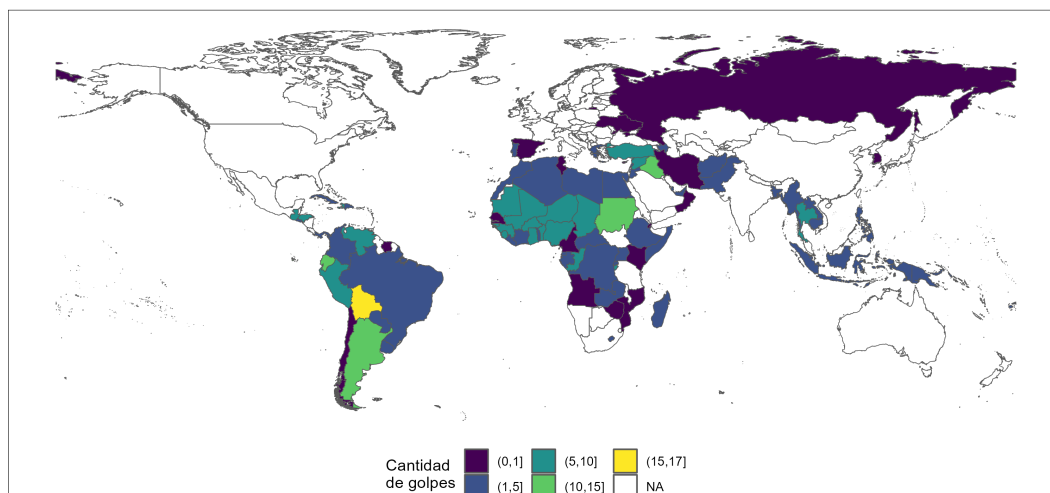 Cantidad
de golpes
(0,1]
(1,5]
(5,10]
(10,15]
(15,17]
NA